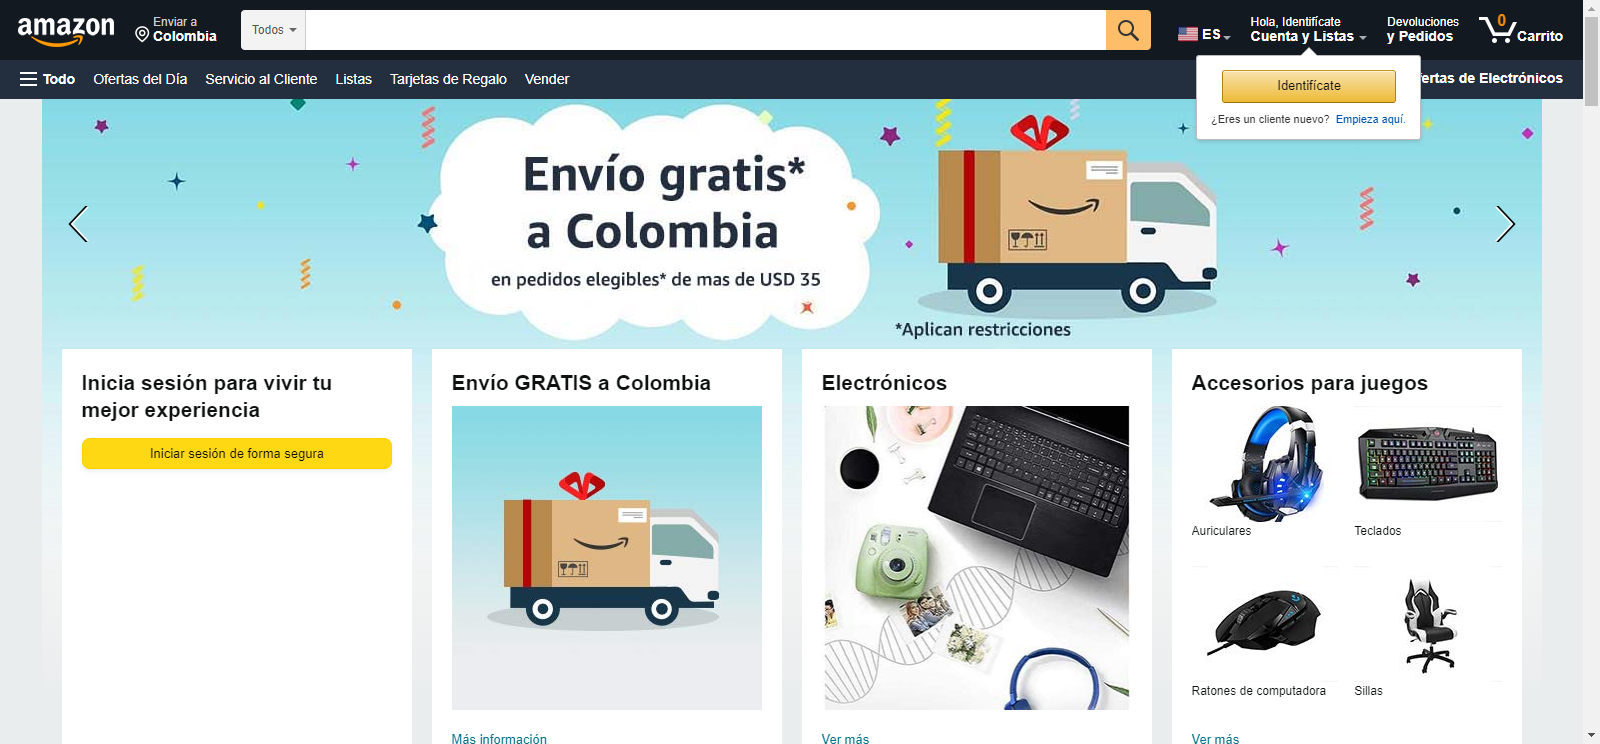 amazon
Enviar a
Colombia
Todos
ES
Hola, Identifícate
Cuenta y Listas
Devoluciones
y Pedidos
0
Carrito
Todo
Ofertas del Día
Servicio al Cliente
Listas
Tarjetas de Regalo
Vender
fertas de Electrónicos
Identifícate
¿Eres un cliente nuevo? Empieza aquí.
Envío gratis*
a Colombia
en pedidos elegibles* de mas de USD 35
*Aplican restricciones
Inicia sesión para vivir tu
mejor experiencia
Iniciar sesión de forma segura
Envío GRATIS a Colombia
Más información
Electrónicos
Ver más
Accesorios para juegos
Auriculares
Teclados
Ratones de computadora
Sillas
Ver más